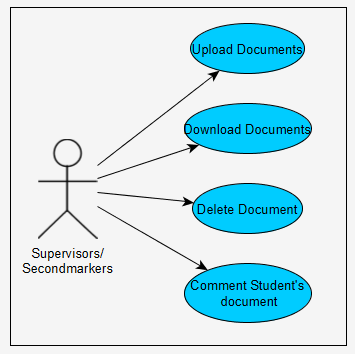 Upload Documents
Download Documents
Delete Document
Supervisors/
Secondmarkers
Comment Student's
document